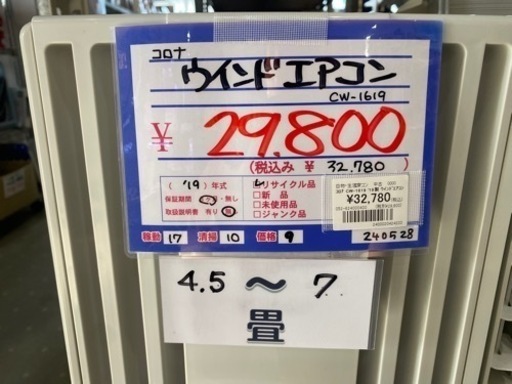 コロナ
ウインドエアコン
CW-1619
¥ 29,800
(税込み ¥ 32,780)
('19) 年式
保証期間 ・無し
取扱説明書 有り・無
リサイクル品
□新 品
□未使用品
□ジャンク品
¥32,780
稼動 17 清掃 10 価格 9
240528
4.5～7
畳